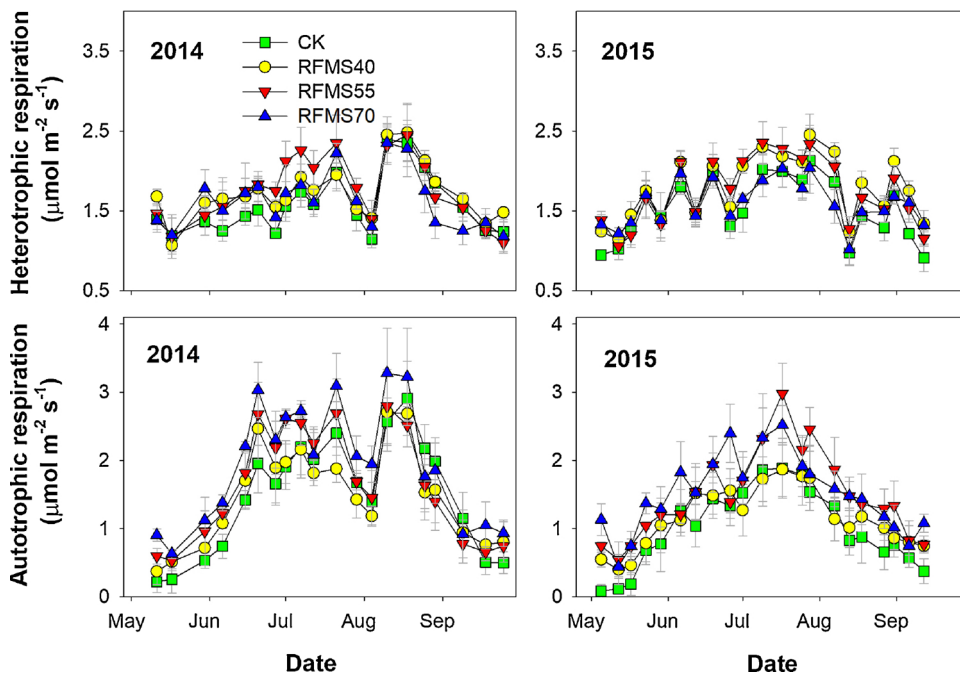 Heterotrophic respiration
(μmol m⁻² s⁻¹)
3.5
2.5
1.5
0.5
2014
CK
RFMS40
RFMS55
RFMS70
3.5
2.5
1.5
0.5
2015
Autotrophic respiration
(μmol m⁻² s⁻¹)
4
3
2
1
0
2014
4
3
2
1
0
2015
May Jun Jul Aug Sep
May Jun Jul Aug Sep
Date
Date